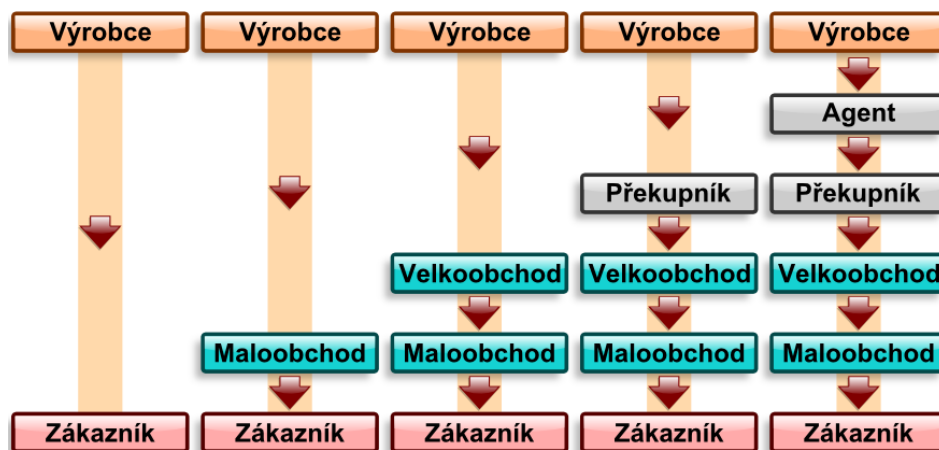 Výrobce Výrobce Výrobce Výrobce Výrobce
Agent
Překupník Překupník
Velkoobchod Velkoobchod Velkoobchod
Maloobchod Maloobchod Maloobchod Maloobchod
Zákazník Zákazník Zákazník Zákazník Zákazník